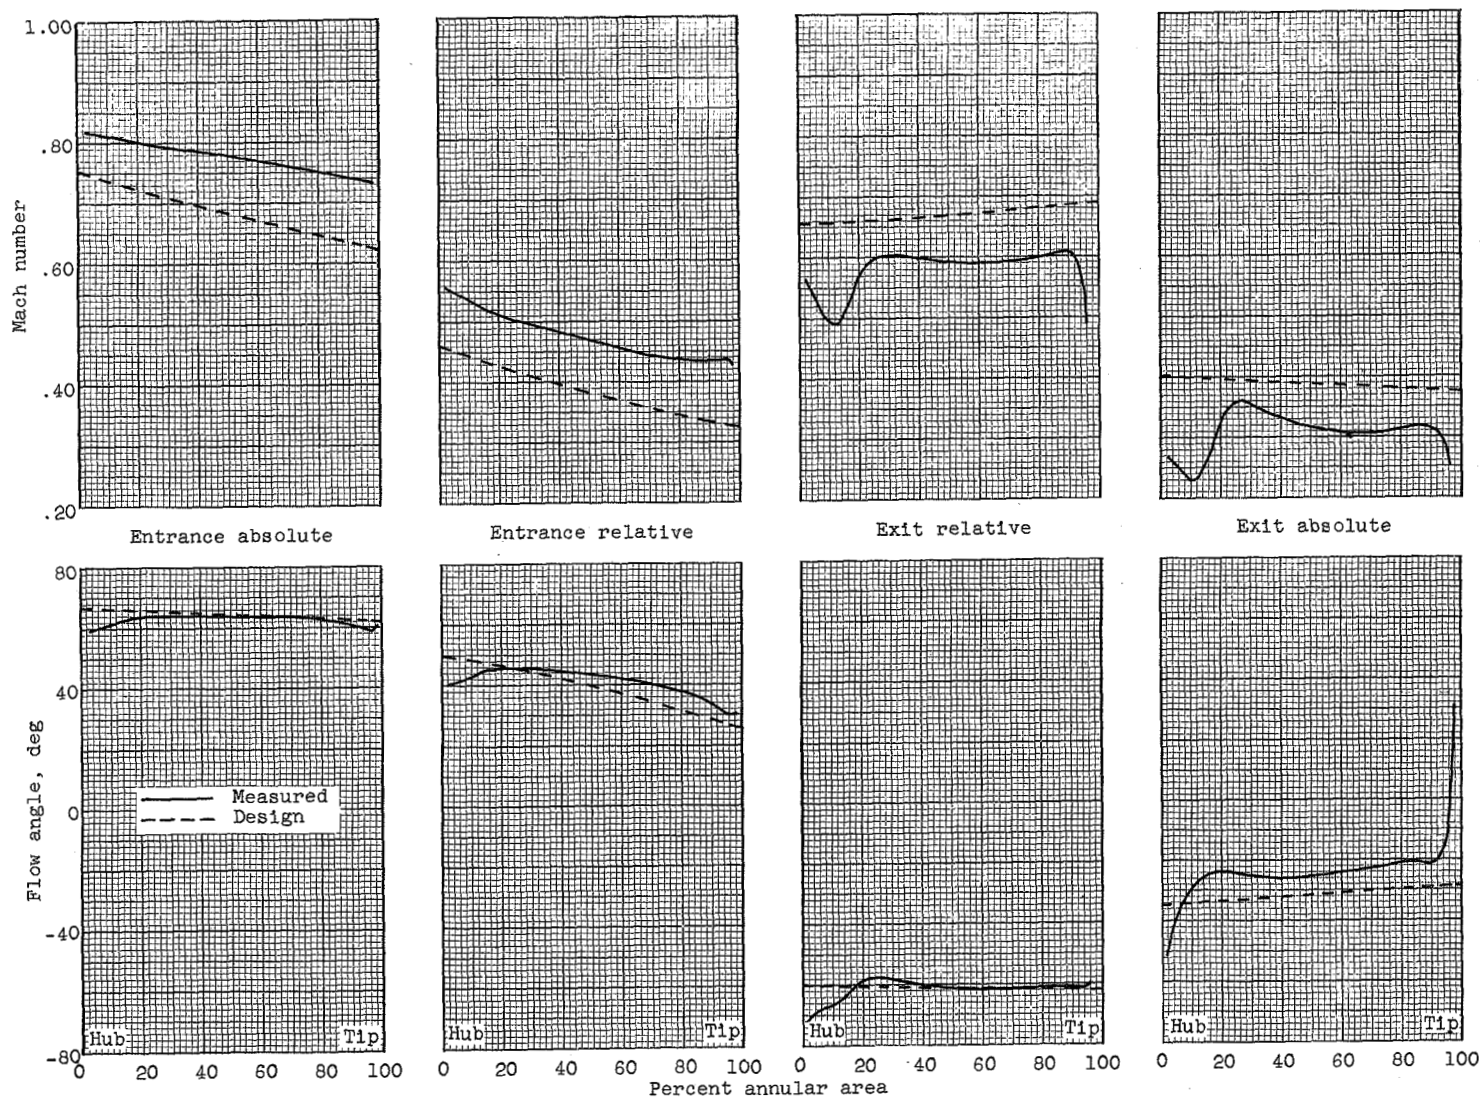 1.00
.80
.60
.40
.20
Mach number
Entrance absolute
Entrance relative
Exit relative
Exit absolute
80
40
0
-40
-80
Flow angle, deg
Measured
Design
Hub
Tip
Hub
Tip
Hub
Tip
Hub
Tip
0 20 40 60 80 100
0 20 40 60 80 100
0 20 40 60 80 100
0 20 40 60 80 100
Percent annular area